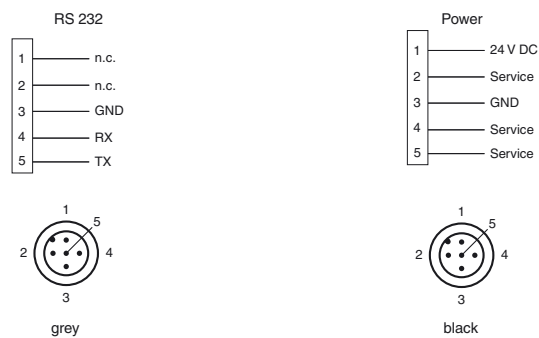 RS 232
1 n.c.
2 n.c.
3 GND
4 RX
5 TX
1
5
2
4
3
grey
Power
1 24 V DC
2 Service
3 GND
4 Service
5 Service
1
5
2
4
3
black